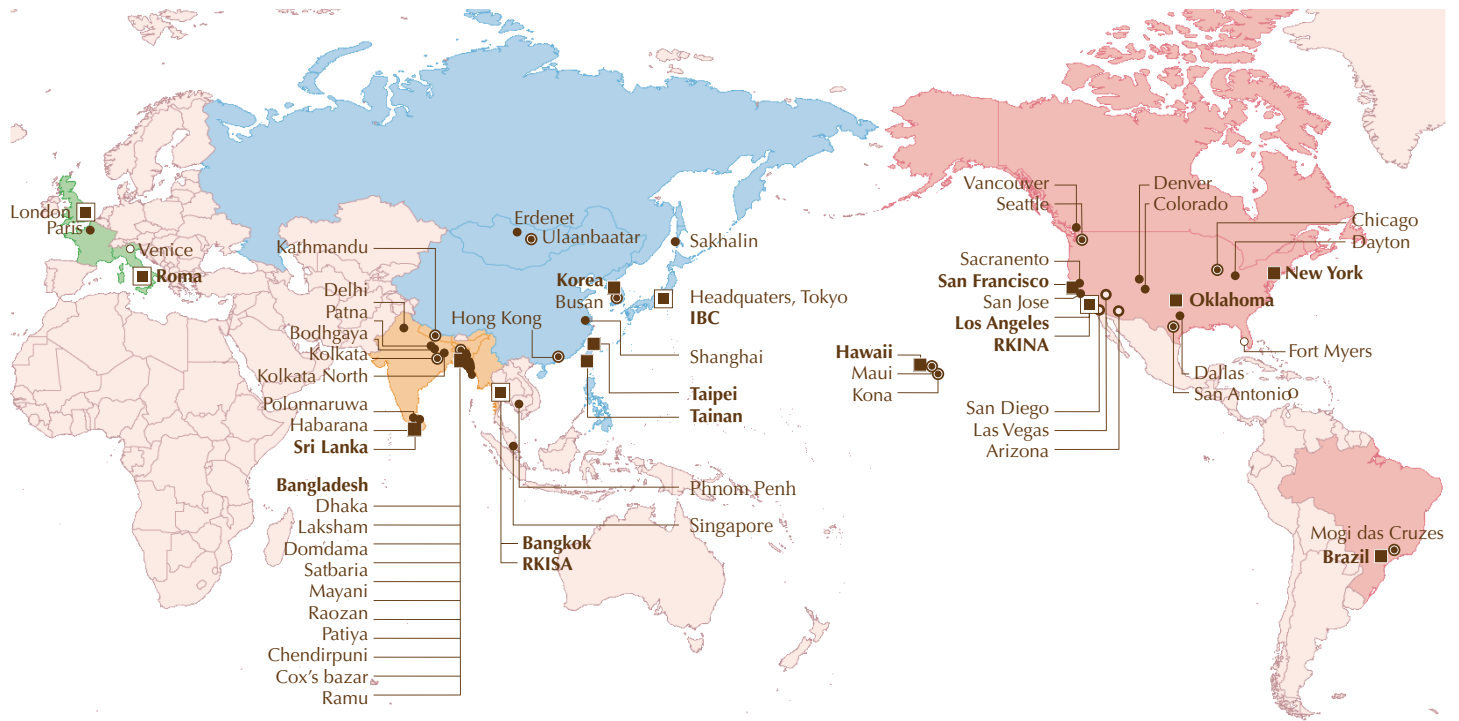 London
Paris
Venice
Roma
Kathmandu
Delhi
Patna
Bodhgaya
Kolkata
Kolkata North
Polonnaruwa
Habarana
Sri Lanka
Bangladesh
Dhaka
Laksham
Domdama
Satbaria
Mayani
Raozan
Patiya
Chendirpuni
Cox's bazar
Ramu
Erdenet
Ulaanbaatar
Sakhalin
Korea
Busan
Headquaters, Tokyo
IBC
Hong Kong
Shanghai
Taipei
Tainan
Phnom Penh
Singapore
Bangkok
RKISA
Hawaii
Maui
Kona
Vancouver
Seattle
Sacranento
San Francisco
San Jose
Los Angeles
RKINA
San Diego
Las Vegas
Arizona
Denver
Colorado
Chicago
Dayton
New York
Oklahoma
Fort Myers
Dallas
San Antonio
Mogi das Cruzes
Brazil